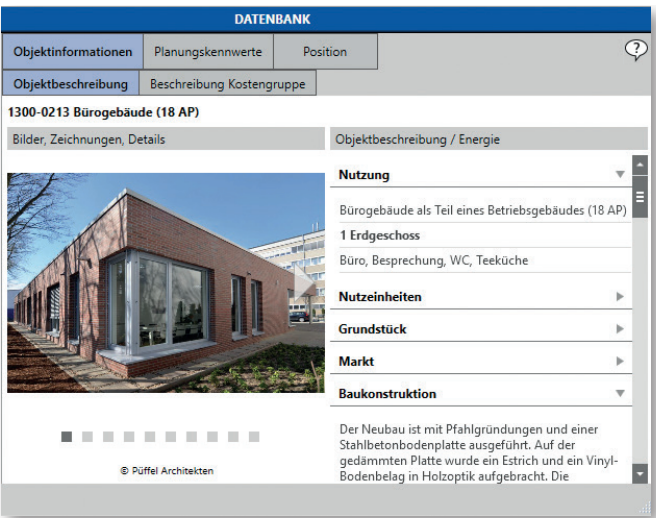 DATENBANK
Objektinformationen
Planungskennwerte
Position
?
Objektbeschreibung
Beschreibung Kostengruppe
1300-0213 Bürogebäude (18 AP)
Bilder, Zeichnungen, Details
Objektbeschreibung / Energie
Nutzung
Bürogebäude als Teil eines Betriebsgebäudes (18 AP)
1 Erdgeschoss
Büro, Besprechung, WC, Teeküche
Nutzeinheiten
Grundstück
Markt
Baukonstruktion
Der Neubau ist mit Pfahlgründungen und einer
Stahlbetonbodenplatte ausgeführt. Auf der
gedämmten Platte wurde ein Estrich und ein Vinyl-
Bodenbelag in Holzoptik aufgebracht. Die
© Püffel Architekten